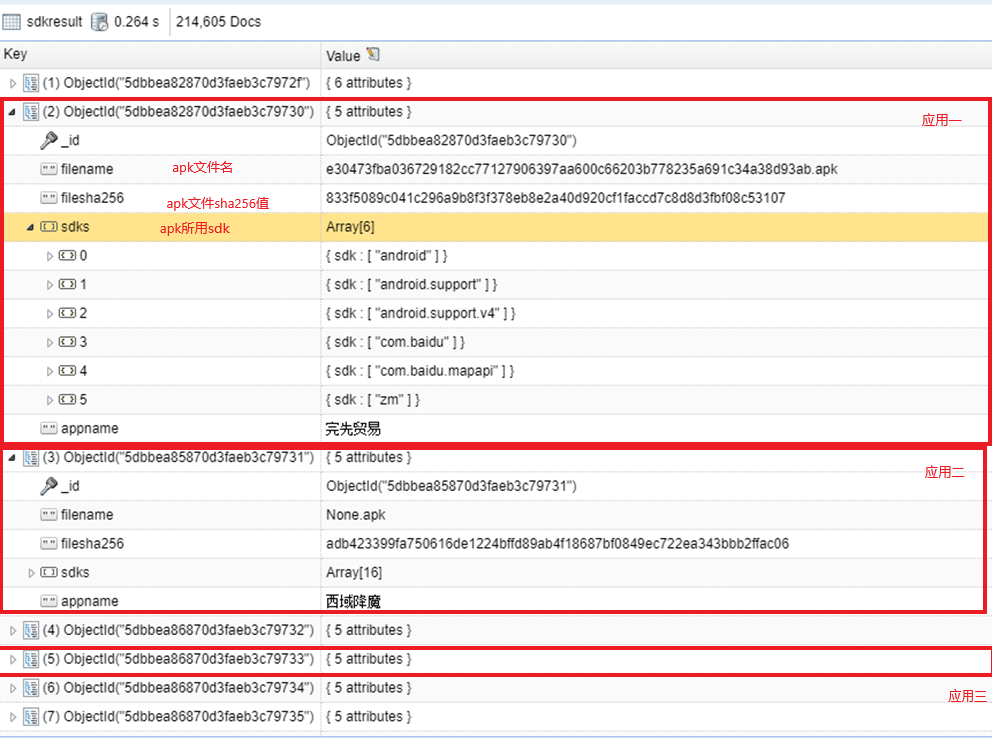 sdkresult 0.264 s 214,605 Docs
Key Value
(1) ObjectId("5dbbea82870d3faeb3c7972f") { 6 attributes }
(2) ObjectId("5dbbea82870d3faeb3c79730") { 5 attributes } 应用一
_id ObjectId("5dbbea82870d3faeb3c79730")
filename apk文件名 e30473fba036729182cc77127906397aa600c66203b778235a691c34a38d93ab.apk
filesha256 apk文件sha256值 833f5089c041c296a9b8f3f378eb8e2a40d920cf1faccd7c8d8d3fbf08c53107
sdks apk所用sdk Array[6]
0 { sdk : [ "android" ] }
1 { sdk : [ "android.support" ] }
2 { sdk : [ "android.support.v4" ] }
3 { sdk : [ "com.baidu" ] }
4 { sdk : [ "com.baidu.mapapi" ] }
5 { sdk : [ "zm" ] }
appname 完先贸易
(3) ObjectId("5dbbea85870d3faeb3c79731") { 5 attributes } 应用二
_id ObjectId("5dbbea85870d3faeb3c79731")
filename None.apk
filesha256 adb423399fa750616de1224bffd89ab4f18687bf0849ec722ea343bbb2ffac06
sdks Array[16]
appname 西域降魔
(4) ObjectId("5dbbea86870d3faeb3c79732") { 5 attributes }
(5) ObjectId("5dbbea86870d3faeb3c79733") { 5 attributes }
(6) ObjectId("5dbbea86870d3faeb3c79734") { 5 attributes } 应用三
(7) ObjectId("5dbbea86870d3faeb3c79735") { 5 attributes }